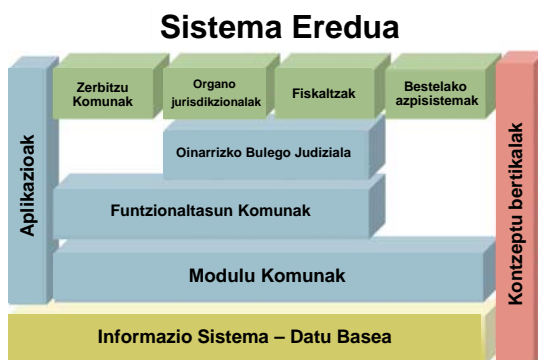 Sistema Eredua
Zerbitzu
Komunak
Organo
jurisdikzionalak
Fiskaltzak
Bestelako
azpisistemak
Aplikazioak
Kontzeptu bertikalak
Oinarrizko Bulego Judiziala
Funtzionaltasun Komunak
Modulu Komunak
Informazio Sistema – Datu Basea